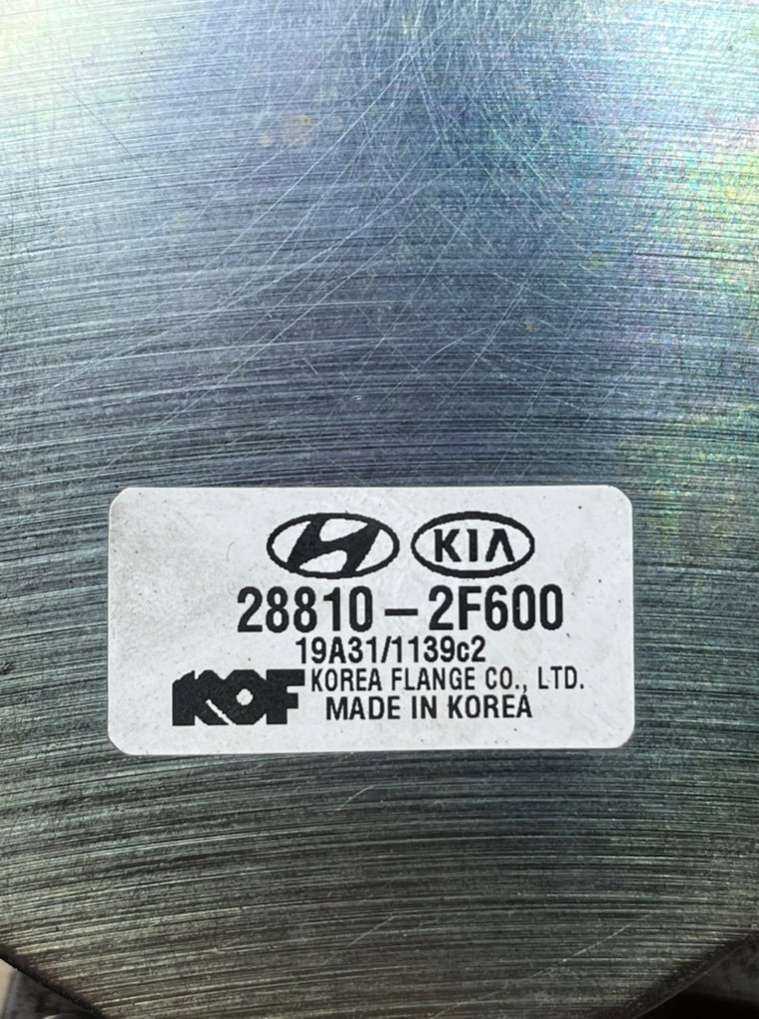 KIA
28810-2F600
19A31/1139c2
KOF KOREA FLANGE CO., LTD.
MADE IN KOREA